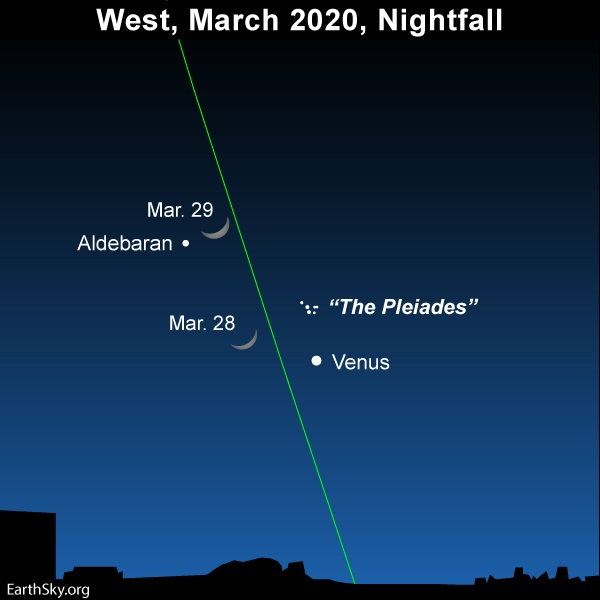 West, March 2020, Nightfall
Mar. 29
Aldebaran
“The Pleiades”
Mar. 28
Venus
EarthSky.org